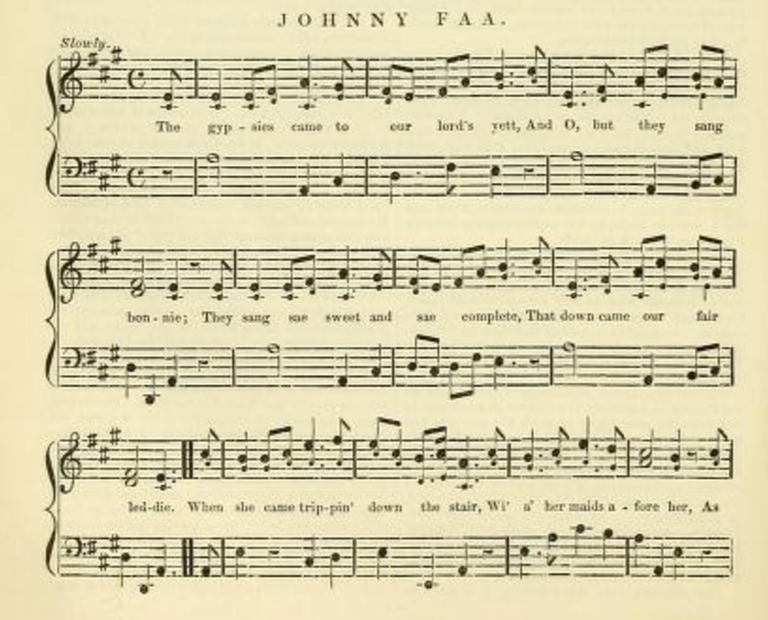 JOHNNY FAA.
Slowly.
The gyp - sies came to our lord's yett, And O, but they sang
bon - nie; They sang sae sweet and sae complete, That down came our fair
led-die. When she came trip-pin' down the stair, Wi' a' her maids a - fore her, As